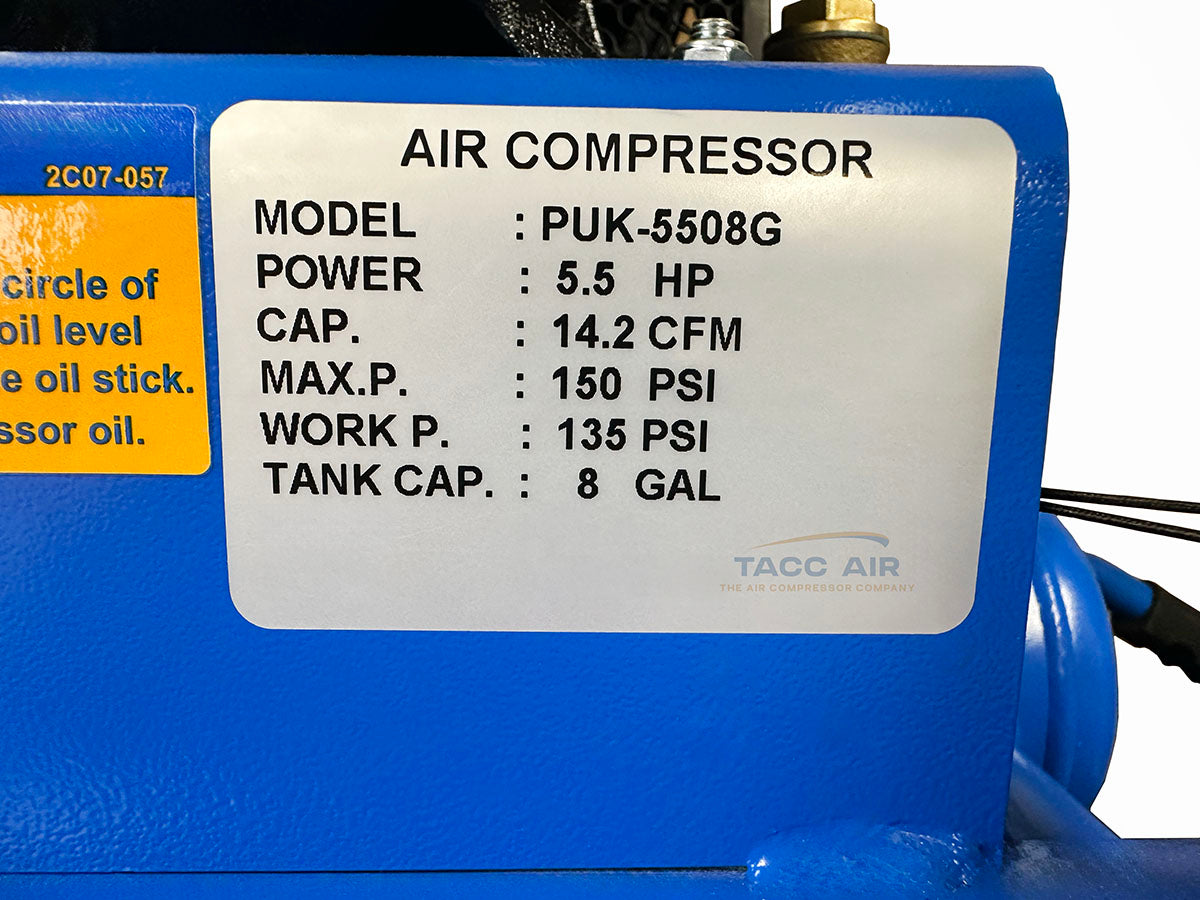 2C07-057
circle of
oil level
e oil stick.
ssor oil.
AIR COMPRESSOR
MODEL : PUK-5508G
POWER : 5.5 HP
CAP. : 14.2 CFM
MAX.P. : 150 PSI
WORK P. : 135 PSI
TANK CAP. : 8 GAL
TACC AIR
THE AIR COMPRESSOR COMPANY